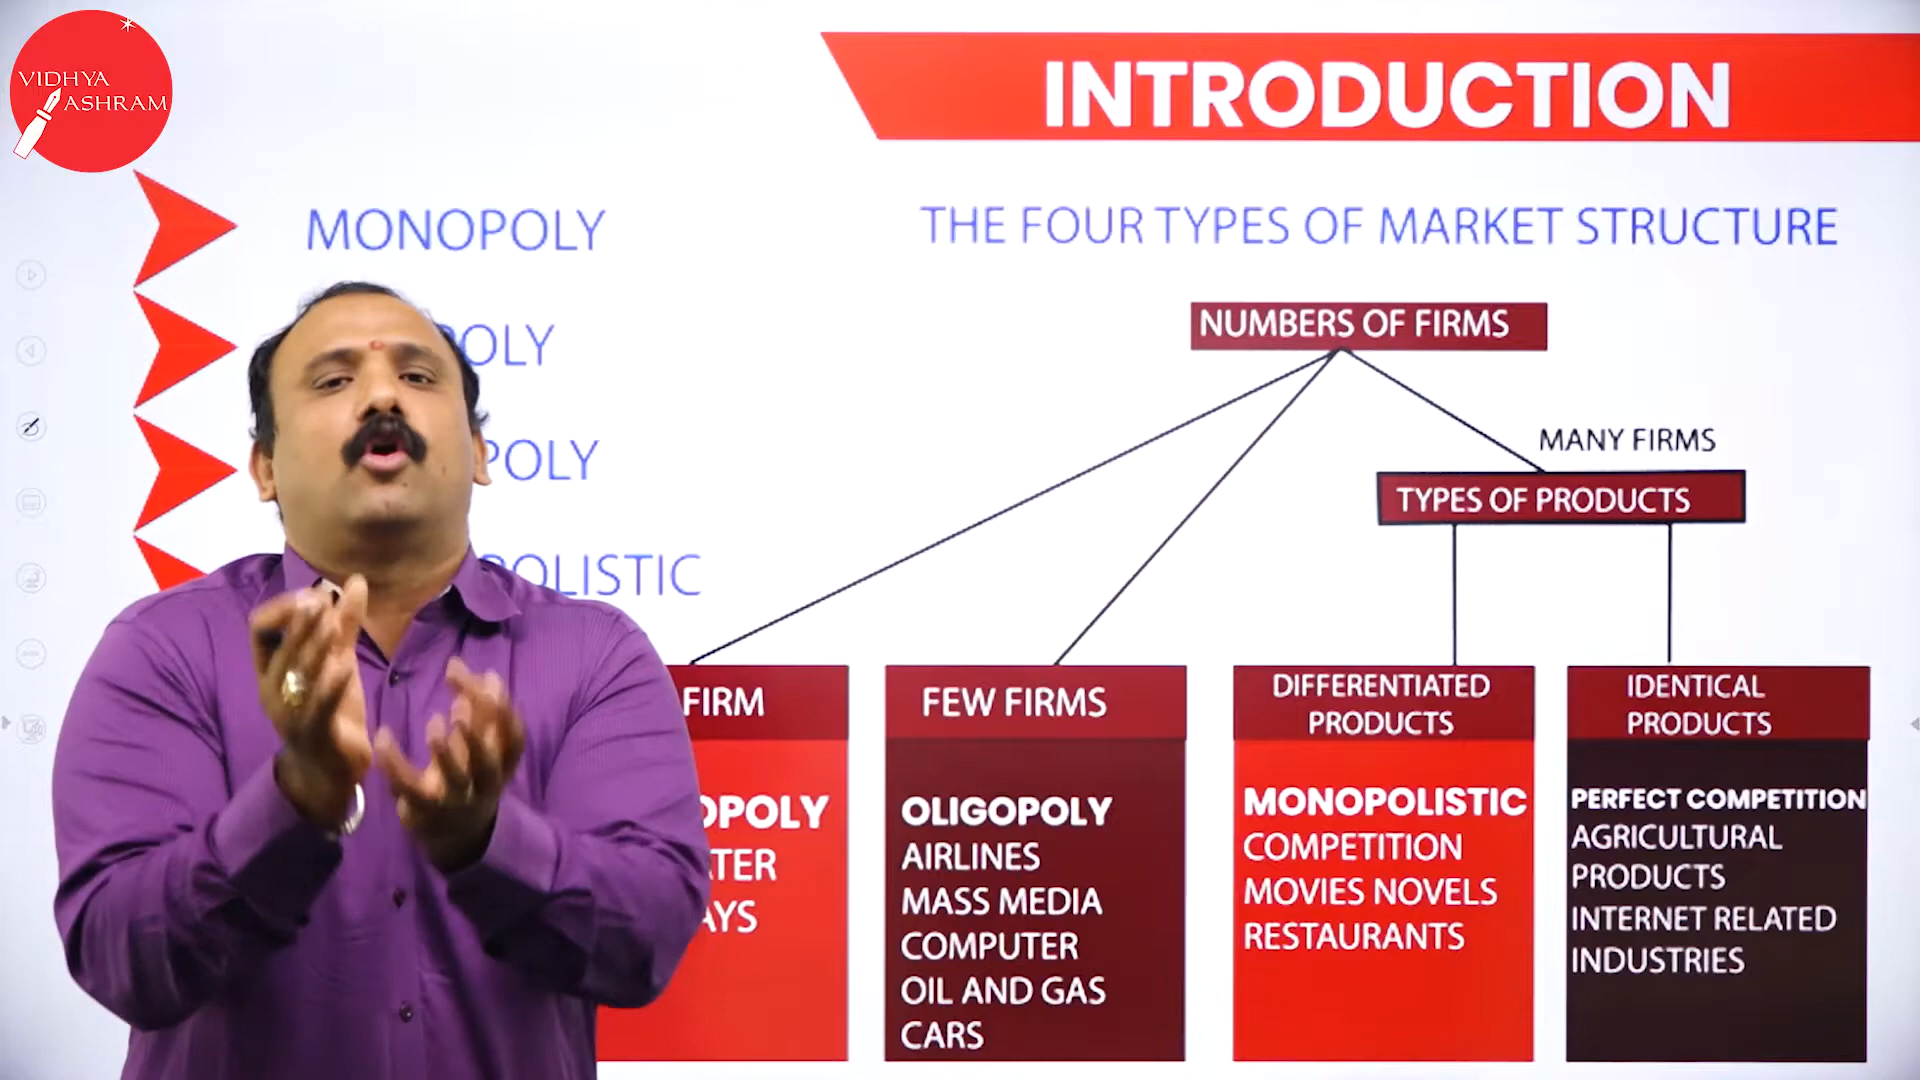 VIDHYA
ASHRAM
INTRODUCTION
MONOPOLY
THE FOUR TYPES OF MARKET STRUCTURE
NUMBERS OF FIRMS
MANY FIRMS
TYPES OF PRODUCTS
FIRM
FEW FIRMS
DIFFERENTIATED
PRODUCTS
IDENTICAL
PRODUCTS
OLIGOPOLY
AIRLINES
MASS MEDIA
COMPUTER
OIL AND GAS
CARS
MONOPOLISTIC
COMPETITION
MOVIES NOVELS
RESTAURANTS
PERFECT COMPETITION
AGRICULTURAL
PRODUCTS
INTERNET RELATED
INDUSTRIES